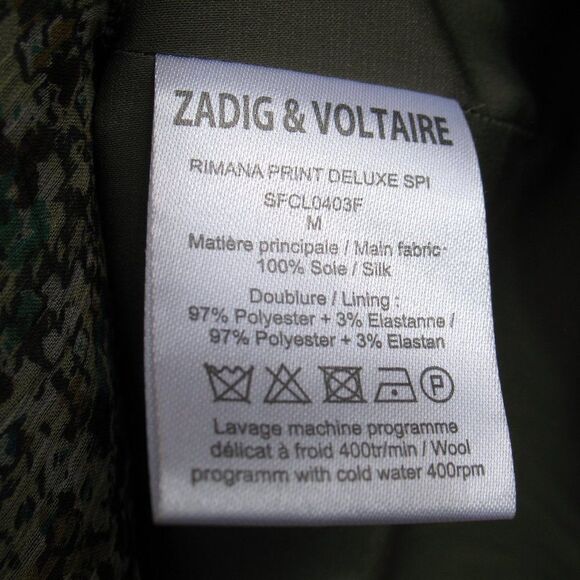 ZADIG & VOLTAIRE
RIMANA PRINT DELUXE SPI
SFCL0403F
M
Matière principale / Main fabric
100% Soie / Silk
Doublure / Lining :
97% Polyester + 3% Elastanne /
97% Polyester + 3% Elastan
P
Lavage machine programme
délicat à froid 400tr/min / Wool
programm with cold water 400rpm